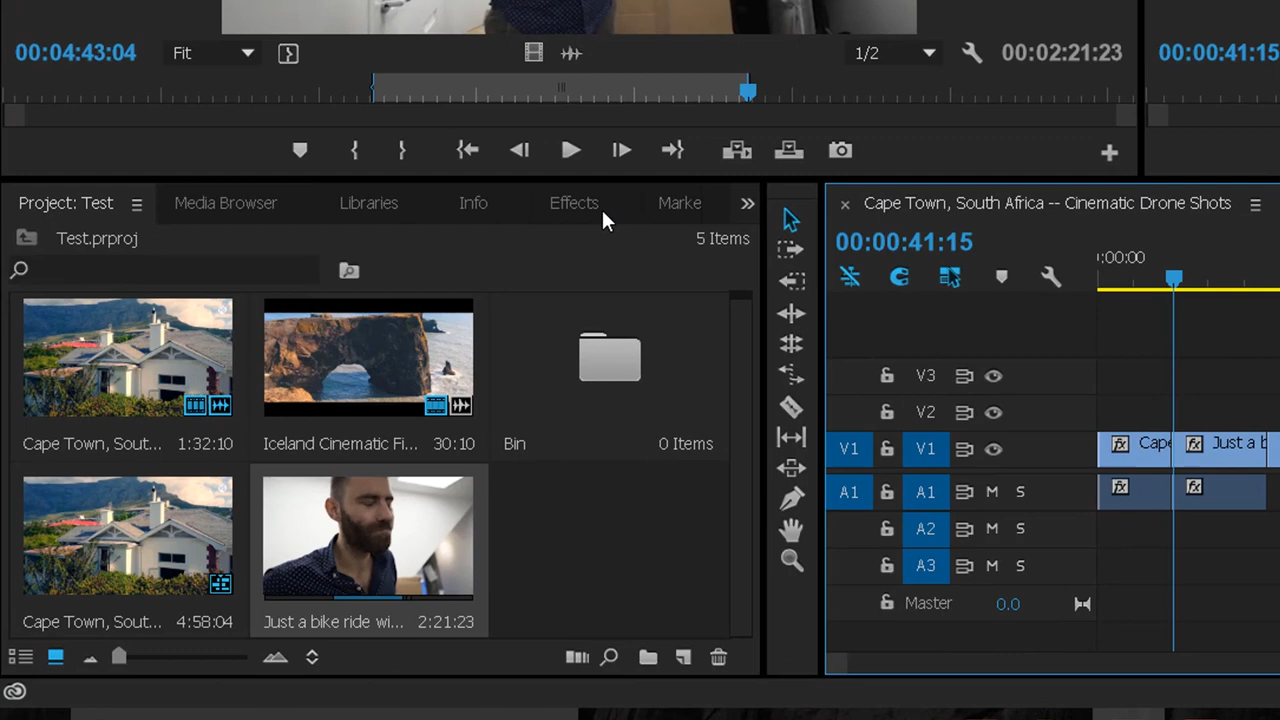 00:04:43:04
Fit
1/2
00:02:21:23
00:00:41:15
Project: Test
Media Browser
Libraries
Info
Effects
Marke
Test.prproj
5 Items
Cape Town, Sout...
1:32:10
Iceland Cinematic Fi...
30:10
Bin
0 Items
Cape Town, Sout...
4:58:04
Just a bike ride wi...
2:21:23
Cape Town, South Africa -- Cinematic Drone Shots
00:00:41:15
:00:00
V3
V2
V1 V1
fx Cape fx Just a b
A1 A1 M S
fx fx
A2 M S
A3 M S
Master 0.0